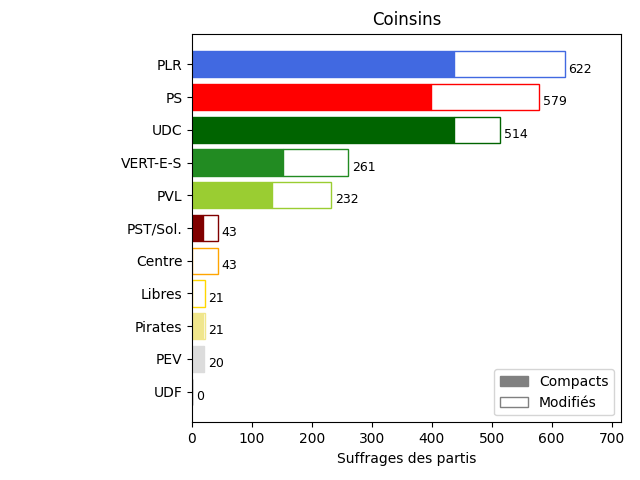 Coinsins
PLR 622
PS 579
UDC 514
VERT-E-S 261
PVL 232
PST/Sol. 43
Centre 43
Libres 21
Pirates 21
PEV 20
UDF 0
Compacts
Modifiés
0 100 200 300 400 500 600 700
Suffrages des partis